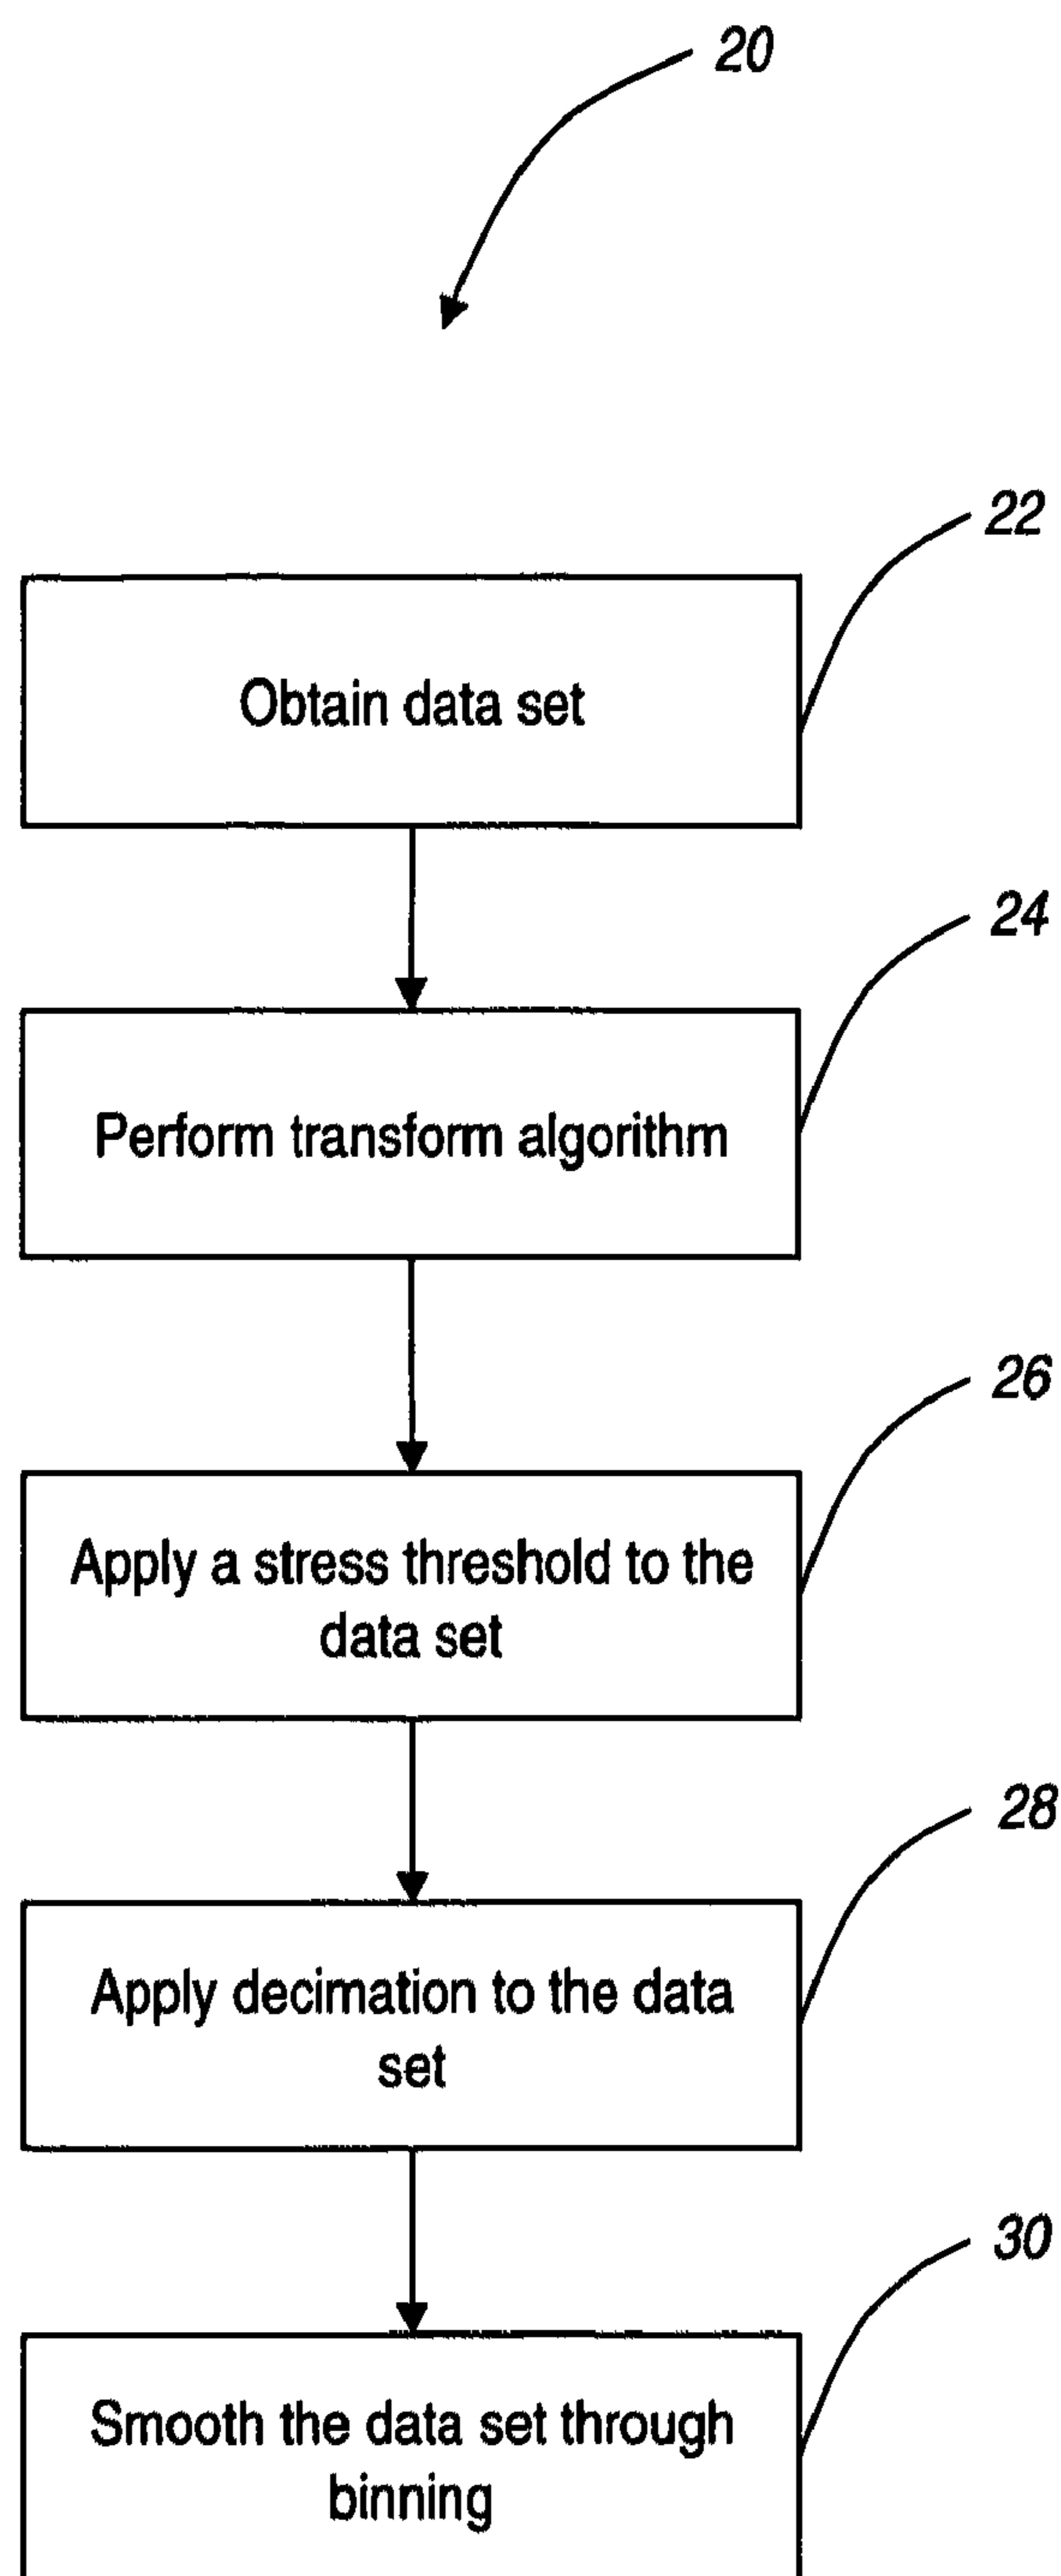 20
22
Obtain data set
24
Perform transform algorithm
26
Apply a stress threshold to the
data set
28
Apply decimation to the data
set
30
Smooth the data set through
binning